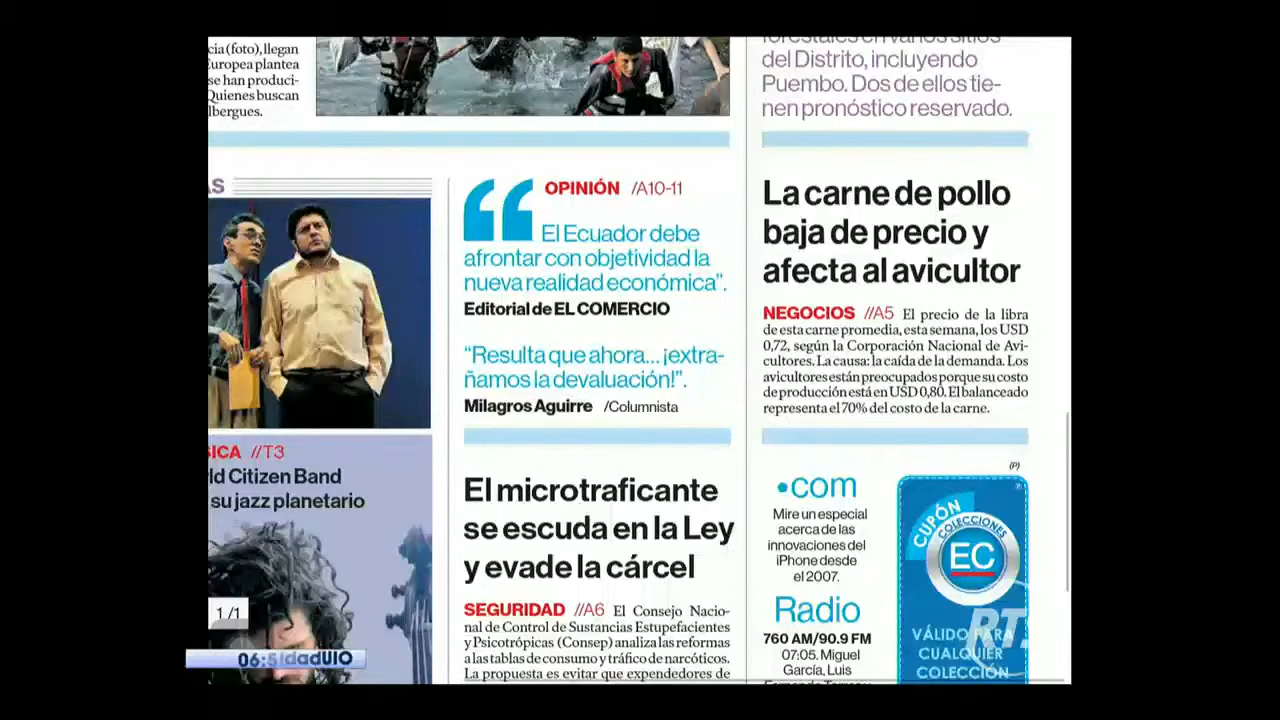 cia (foto), llegan
Europea plantea
se han produci-
Quienes buscan
lbergues.
forestales en varios sitios
del Distrito, incluyendo
Puembo. Dos de ellos tie-
nen pronóstico reservado.
AS
OPINIÓN //A10-11
“El Ecuador debe
afrontar con objetividad la
nueva realidad económica”.
Editorial de EL COMERCIO
“Resulta que ahora... ¡extra-
ñamos la devaluación!”.
Milagros Aguirre /Columnista
La carne de pollo
baja de precio y
afecta al avicultor
NEGOCIOS //A5 El precio de la libra
de esta carne promedia, esta semana, los USD
0,72, según la Corporación Nacional de Avi-
cultores. La causa: la caída de la demanda. Los
avicultores están preocupados porque su costo
de producción está en USD 0,80. El balanceado
representa el 70% del costo de la carne.
SICA //T3
rld Citizen Band
su jazz planetario
1/1
El microtraficante
se escuda en la Ley
y evade la cárcel
SEGURIDAD //A6 El Consejo Nacio-
nal de Control de Sustancias Estupefacientes
y Psicotrópicas (Consep) analiza las reformas
a las tablas de consumo y tráfico de narcóticos.
La propuesta es evitar que expendedores de
•com
Mire un especial
acerca de las
innovaciones del
iPhone desde
el 2007.
Radio
760 AM/90.9 FM
07:05. Miguel
García, Luis
(P)
CUPÓN
COLECCIONES
EC
VÁLIDO PARA
CUALQUIER
COLECCIÓN
RT
06:5
dadUIO